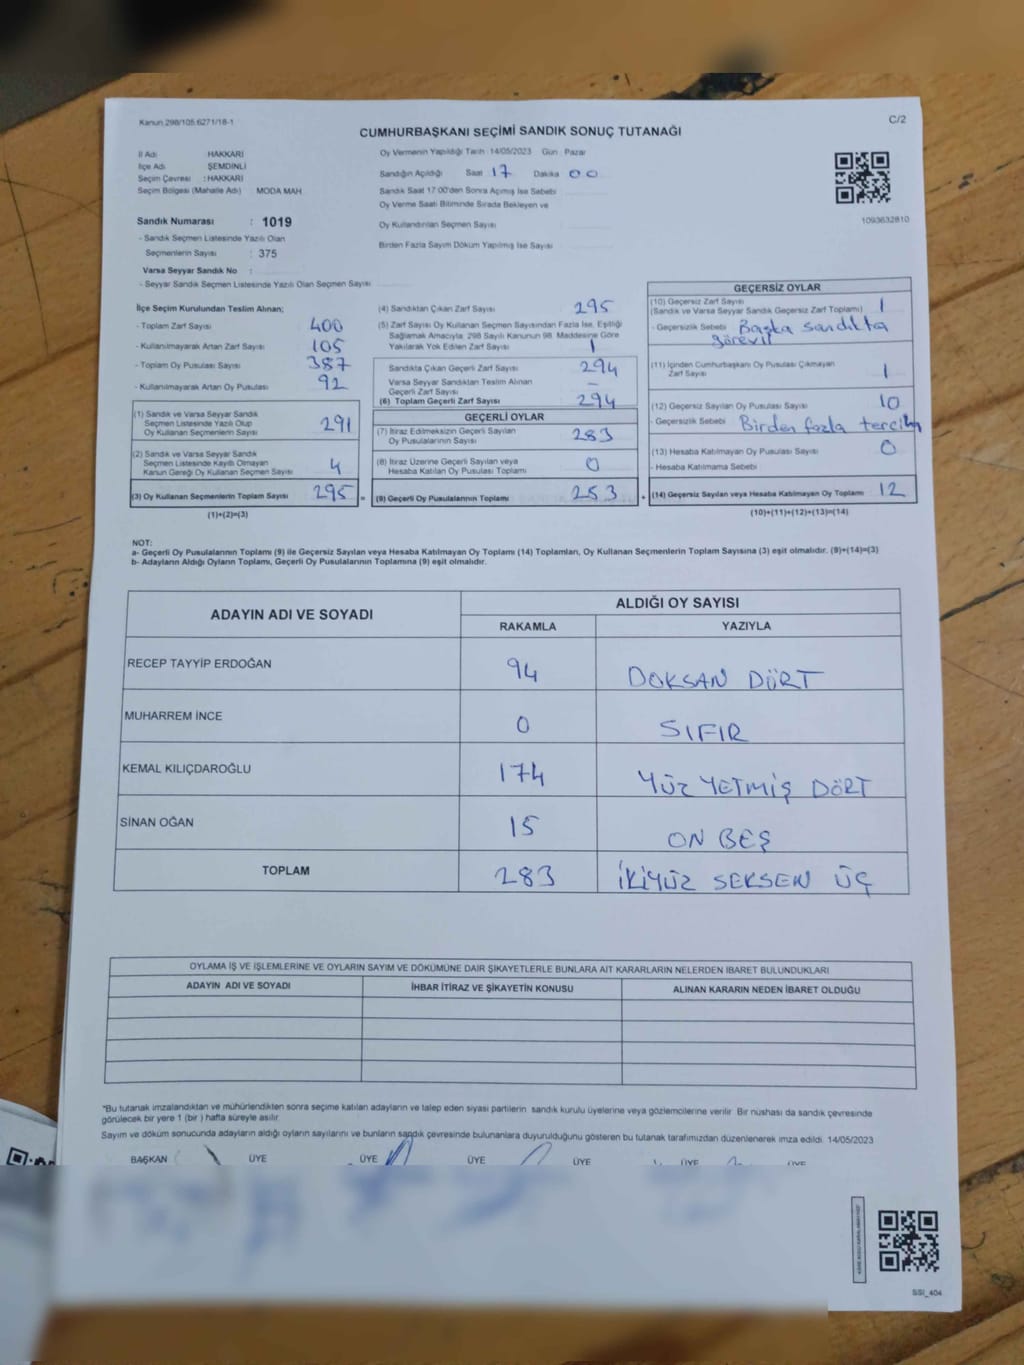 Kanun 298/105.6271/18-1
C/2
CUMHURBAŞKANI SEÇİMİ SANDIK SONUÇ TUTANAĞI
İl Adı HAKKARI
İlçe Adı ŞEMDİNLİ
Seçim Çevresi : HAKKARI
Seçim Bölgesi (Mahalle Adı) MODA MAH
Sandık Numarası : 1019
- Sandık Seçmen Listesinde Yazılı Olan
Seçmenlerin Sayısı : 375
Varsa Seyyar Sandık No :
- Seyyar Sandık Seçmen Listesinde Yazılı Olan Seçmen Sayısı
Oy Vermenin Yapıldığı Tarih 14/05/2023 Gün Pazar
Sandığın Açıldığı Saat 17 Dakika 00
Sandık Saat 17.00'den Sonra Açılmış İse Sebebi
Oy Verme Saati Bitiminde Sırada Bekleyen ve
Oy Kullandırılan Seçmen Sayısı
Birden Fazla Sayım Döküm Yapılmış İse Sayısı
1093632810
İlçe Seçim Kurulundan Teslim Alınan;
- Toplam Zarf Sayısı 400
- Kullanılmayarak Artan Zarf Sayısı 105
- Toplam Oy Pusulası Sayısı 387
- Kullanılmayarak Artan Oy Pusulası 92
(1) Sandık ve Varsa Seyyar Sandık
Seçmen Listesinde Yazılı Olup
Oy Kullanan Seçmenlerin Sayısı 291
(2) Sandık ve Varsa Seyyar Sandık
Seçmen Listesinde Kayıtlı Olmayan
Kanun Gereği Oy Kullanan Seçmen Sayısı 4
(3) Oy Kullanan Seçmenlerin Toplam Sayısı 295 =
(1)+(2)=(3)
(4) Sandıktan Çıkan Zarf Sayısı 295
(5) Zarf Sayısı Oy Kullanan Seçmen Sayısından Fazla İse, Eşitliği
Sağlamak Amacıyla 298 Sayılı Kanunun 98. Maddesine Göre
Yakılarak Yok Edilen Zarf Sayısı 1
Sandıkta Çıkan Geçerli Zarf Sayısı 294
Varsa Seyyar Sandıktan Teslim Alınan
Geçerli Zarf Sayısı –
(6) Toplam Geçerli Zarf Sayısı 294
GEÇERLİ OYLAR
(7) İtiraz Edilmeksizin Geçerli Sayılan
Oy Pusulalarının Sayısı 283
(8) İtiraz Üzerine Geçerli Sayılan veya
Hesaba Katılan Oy Pusulası Toplamı 0
(9) Geçerli Oy Pusulalarının Toplamı 253 +
GEÇERSİZ OYLAR
(10) Geçersiz Zarf Sayısı 1
(Sandık ve Varsa Seyyar Sandık Geçersiz Zarf Toplamı)
- Geçersizlik Sebebi Başka sandıkta
görevli
(11) İçinden Cumhurbaşkanı Oy Pusulası Çıkmayan
Zarf Sayısı 1
(12) Geçersiz Sayılan Oy Pusulası Sayısı 10
- Geçersizlik Sebebi Birden fazla tercih
(13) Hesaba Katılmayan Oy Pusulası Sayısı 0
- Hesaba Katılmama Sebebi
(14) Geçersiz Sayılan veya Hesaba Katılmayan Oy Toplamı 12
(10)+(11)+(12)+(13)=(14)
NOT:
a- Geçerli Oy Pusulalarının Toplamı (9) ile Geçersiz Sayılan veya Hesaba Katılmayan Oy Toplamı (14) Toplamları, Oy Kullanan Seçmenlerin Toplam Sayısına (3) eşit olmalıdır. (9)+(14)=(3)
b- Adayların Aldığı Oyların Toplamı, Geçerli Oy Pusulalarının Toplamına (9) eşit olmalıdır.
ADAYIN ADI VE SOYADI ALDIĞI OY SAYISI
RAKAMLA YAZIYLA
RECEP TAYYİP ERDOĞAN 94 DOKSAN DÖRT
MUHARREM İNCE 0 SIFIR
KEMAL KILIÇDAROĞLU 174 YÜZ YETMİŞ DÖRT
SİNAN OĞAN 15 ON BEŞ
TOPLAM 283 İKİYÜZ SEKSEN ÜÇ
OYLAMA İŞ VE İŞLEMLERİNE VE OYLARIN SAYIM VE DÖKÜMÜNE DAİR ŞİKAYETLERLE BUNLARA AİT KARARLARIN NELERDEN İBARET BULUNDUKLARI
ADAYIN ADI VE SOYADI İHBAR İTİRAZ VE ŞİKAYETİN KONUSU ALINAN KARARIN NEDEN İBARET OLDUĞU
*Bu tutanak imzalandıktan ve mühürlendikten sonra seçime katılan adayların ve talep eden siyasi partilerin sandık kurulu üyelerine veya gözlemcilerine verilir. Bir nüshası da sandık çevresinde
görülecek bir yere 1 (bir) hafta süreyle asılır.
Sayım ve döküm sonucunda adayların aldığı oyların sayılarını ve bunların sandık çevresinde bulunanlara duyurulduğunu gösteren bu tutanak tarafımızdan düzenlenerek imza edildi. 14/05/2023
BAŞKAN ÜYE ÜYE ÜYE ÜYE ÜYE ÜYE
SSI_404